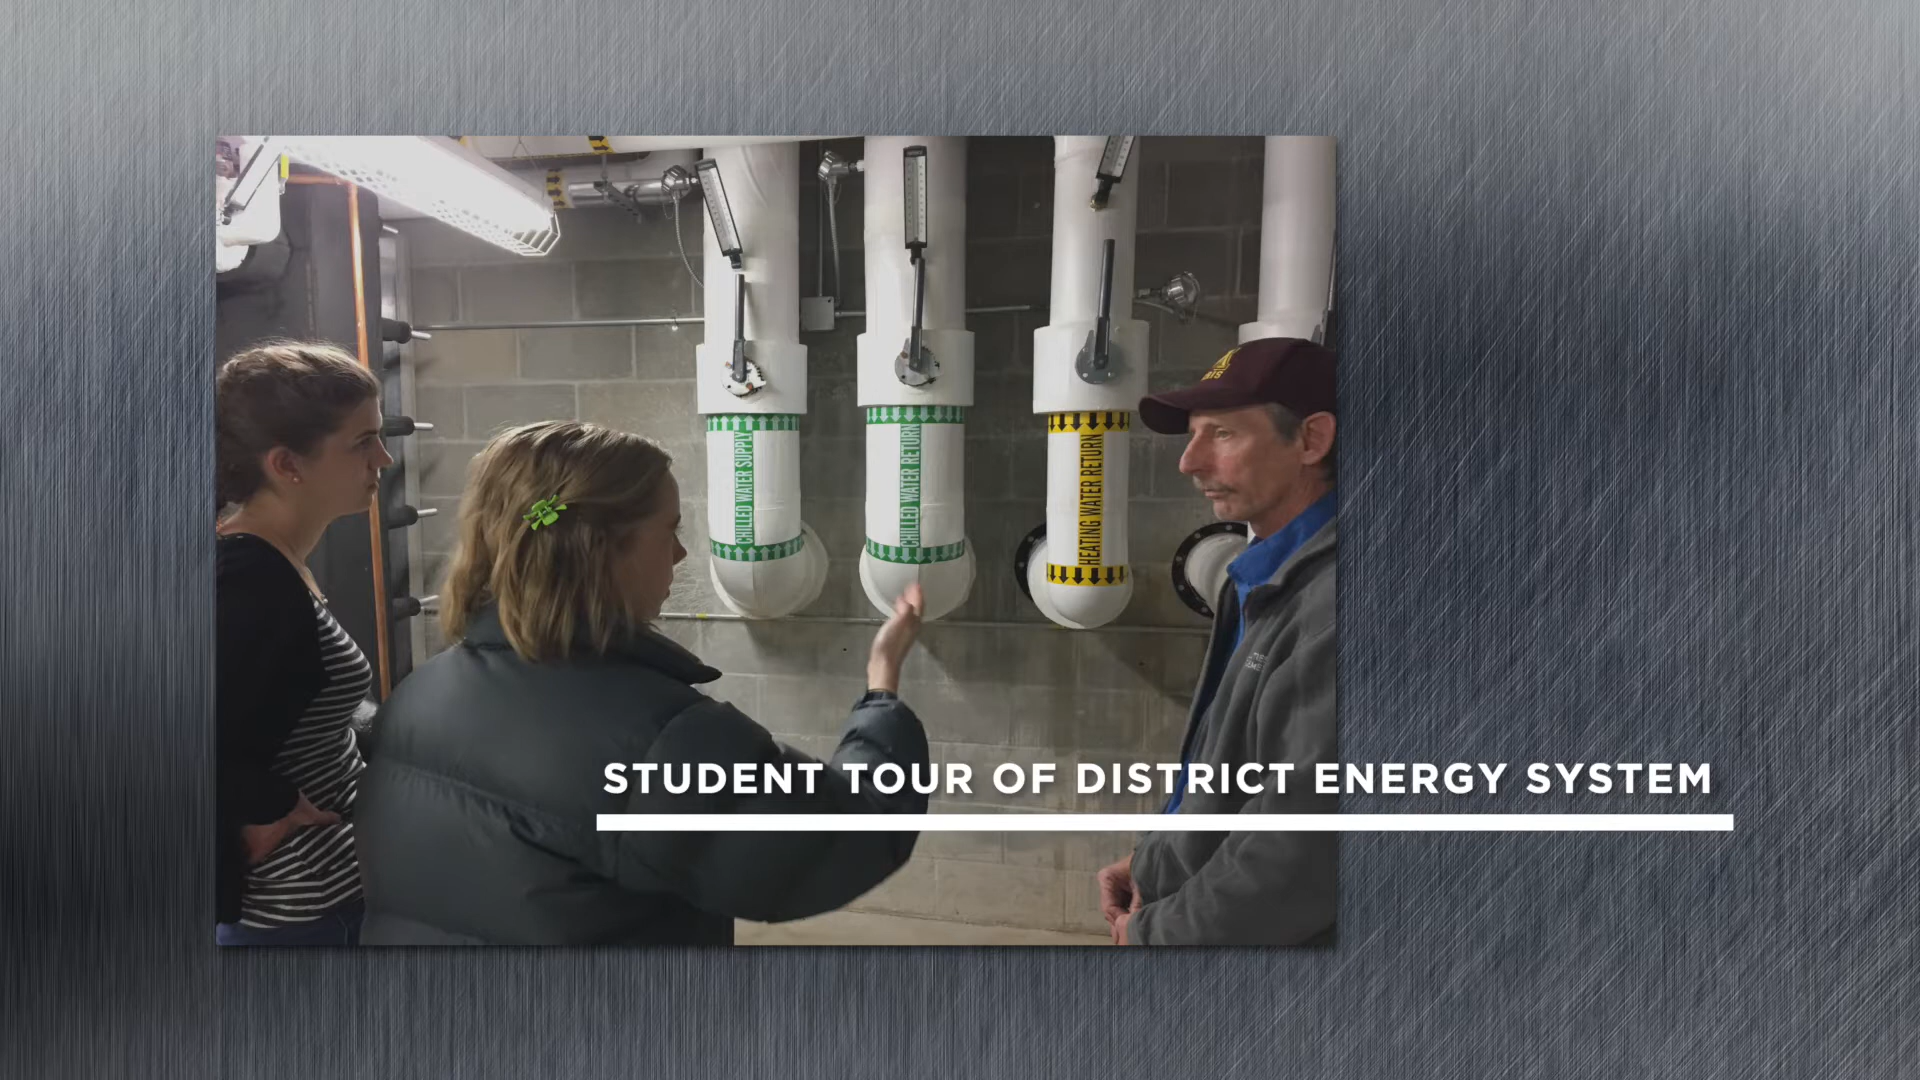 CHILLED WATER SUPPLY
CHILLED WATER RETURN
HEATING WATER RETURN
STUDENT TOUR OF DISTRICT ENERGY SYSTEM